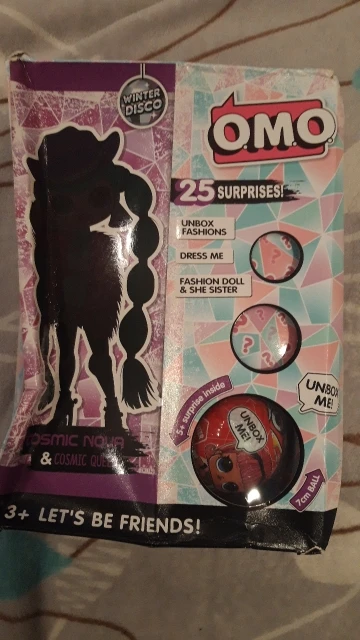 WINTER
DISCO
O.M.O.
25 SURPRISES!
UNBOX
FASHIONS
DRESS ME
FASHION DOLL
& SHE SISTER
UNBOX
ME!
5+ surprise inside
UNBOX
ME!
7cm BALL
OSMIC NOVA
& COSMIC QUE
3+ LET'S BE FRIENDS!